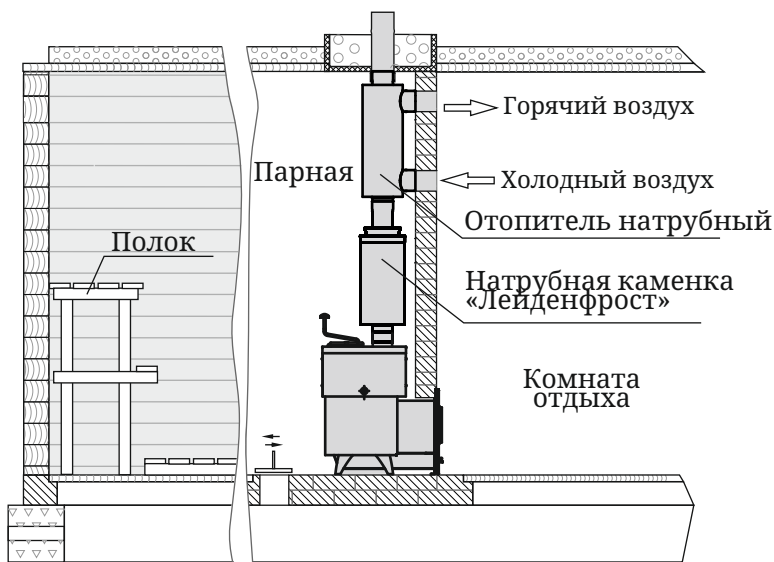 Горячий воздух
Парная
Холодный воздух
Отопитель натрубный
Полок
Натрубная каменка
«Лейденфрост»
Комната
отдыха